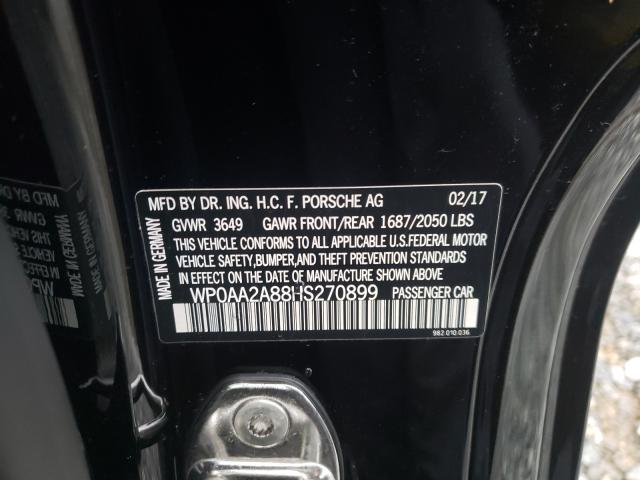 MFD BY DR. ING. H.C. F. PORSCHE AG 02/17
GVWR 3649 GAWR FRONT/REAR 1687/2050 LBS
THIS VEHICLE CONFORMS TO ALL APPLICABLE U.S.FEDERAL MOTOR
VEHICLE SAFETY,BUMPER,AND THEFT PREVENTION STANDARDS
IN EFFECT ON THE DATE OF MANUFACTURE SHOWN ABOVE.
WP0AA2A88HS270899 PASSENGER CAR
982.010.036.
MADE IN GERMANY